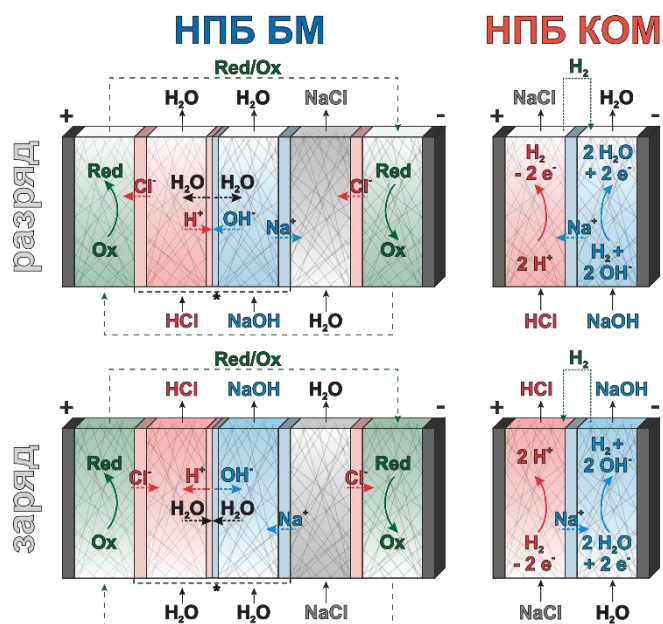 НПБ БМ
НПБ КОМ
разряд
Red/Ox
H₂
H₂O H₂O NaCl
NaCl H₂O
+ -
+ -
Red
Ox
Cl⁻
H₂O H₂O
H⁺ OH⁻
Na⁺
Cl⁻
Red
Ox
*
HCl NaOH H₂O
H₂
- 2 e⁻
2 H⁺
Na⁺
2 H₂O
+ 2 e⁻
H₂ +
2 OH⁻
HCl NaOH
заряд
Red/Ox
H₂
HCl NaOH H₂O
HCl NaOH
+ -
+ -
Red
Ox
Cl⁻
H⁺ OH⁻
H₂O H₂O
Na⁺
Cl⁻
Red
Ox
*
H₂O H₂O NaCl
2 H⁺
H₂
- 2 e⁻
Na⁺
H₂ +
2 OH⁻
2 H₂O
+ 2 e⁻
NaCl H₂O